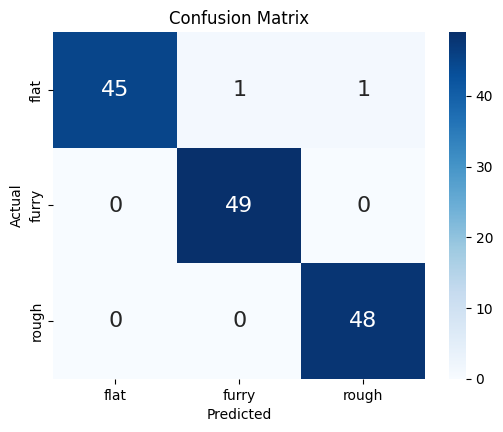 Confusion Matrix
Actual
flat 45 1 1
furry 0 49 0
rough 0 0 48
flat furry rough
Predicted
40
30
20
10
0